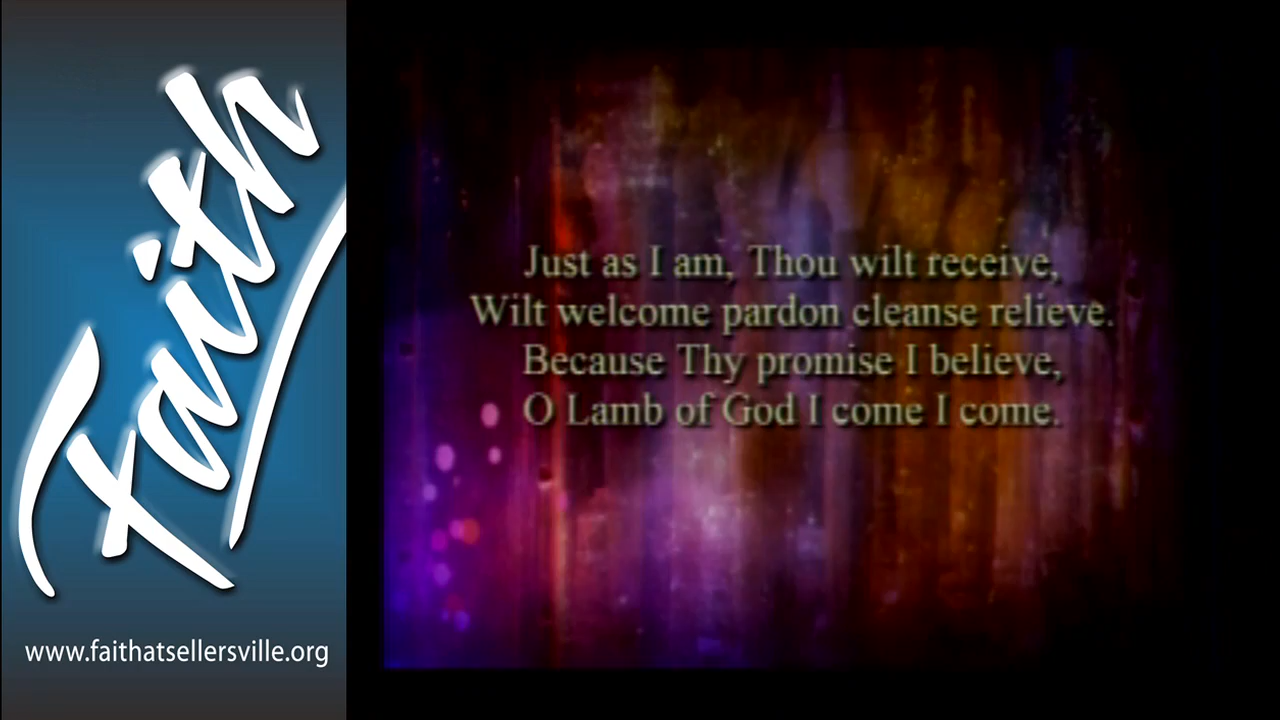 Faith
www.faithatsellersville.org
Just as I am, Thou wilt receive,
Wilt welcome pardon cleanse relieve.
Because Thy promise I believe,
O Lamb of God I come I come.